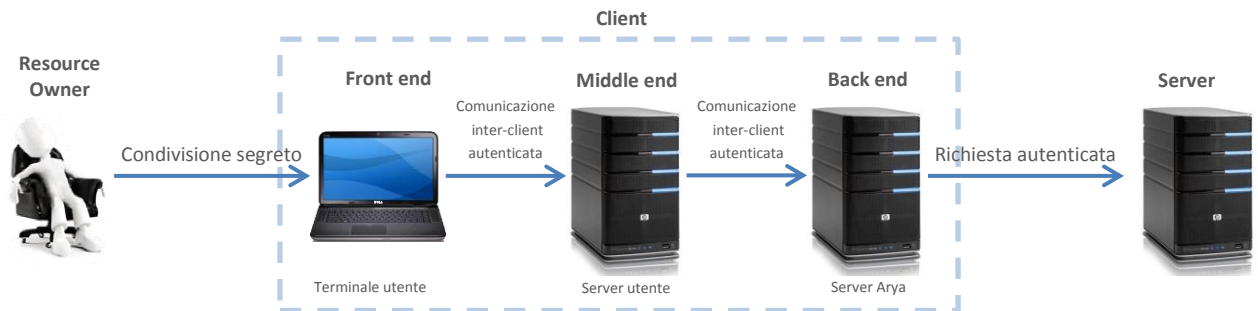 Client
Resource
Owner
Front end
Middle end
Back end
Server
Condivisione segreto
Comunicazione
inter-client
autenticata
Comunicazione
inter-client
autenticata
Richiesta autenticata
DELL
Terminale utente
Server utente
Server Arya